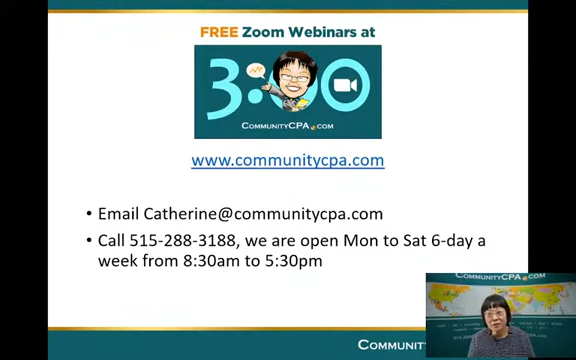 FREE Zoom Webinars at
3:00
COMMUNITYCPA.COM
www.communitycpa.com
• Email Catherine@communitycpa.com
• Call 515-288-3188, we are open Mon to Sat 6-day a
week from 8:30am to 5:30pm
COMMUNITYCPA.COM
COMMUNITYC